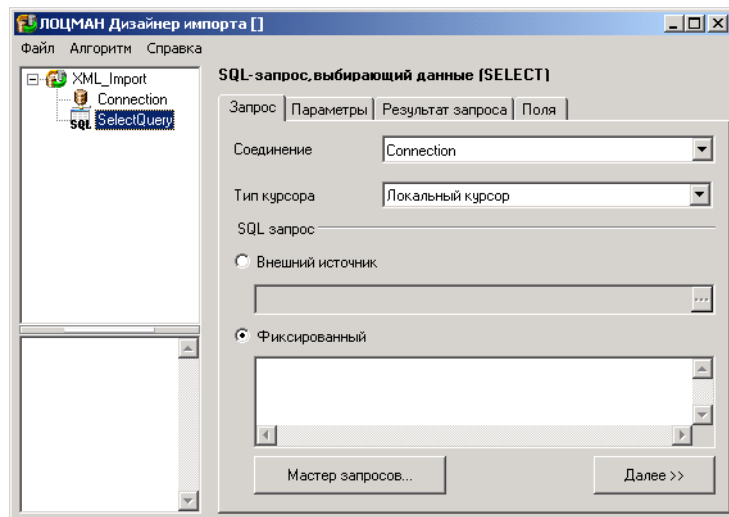 ЛОЦМАН Дизайнер импорта []
Файл Алгоритм Справка
XML_Import
Connection
SQL SelectQuery
SQL-запрос,выбирающий данные (SELECT)
Запрос Параметры Результат запроса Поля
Соединение Connection
Тип курсора Локальный курсор
SQL запрос
Внешний источник
...
Фиксированный
Мастер запросов... Далее >>